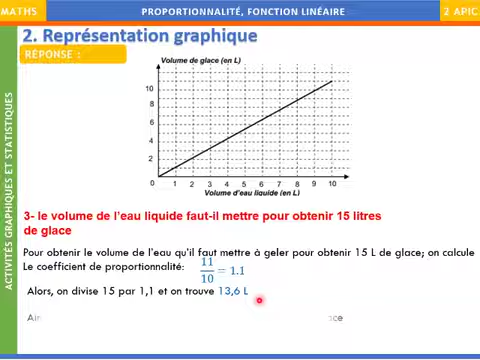 MATHS
PROPORTIONNALITÉ, FONCTION LINÉAIRE
2 APIC
2. Représentation graphique
RÉPONSE :
ACTIVITÉS GRAPHIQUES ET STATISTIQUES
Volume de glace (en L)
10
8
6
4
2
0 1 2 3 4 5 6 7 8 9 10
Volume d'eau liquide (en L)
3- le volume de l'eau liquide faut-il mettre pour obtenir 15 litres
de glace
Pour obtenir le volume de l'eau qu'il faut mettre à geler pour obtenir 15 L de glace; on calcule
Le coefficient de proportionnalité: 11/10 = 1.1
Alors, on divise 15 par 1,1 et on trouve 13,6 L